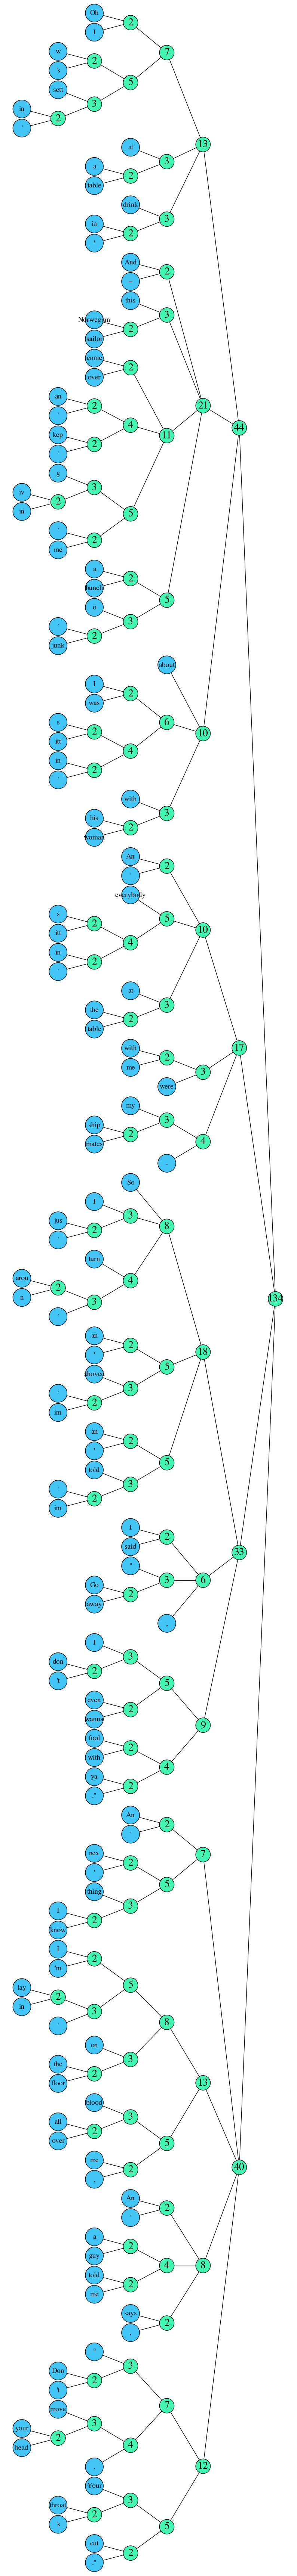 Oh
2
I
w 7
2
's
5
sett
3
in
2
'
13
at
3
a
2
table
drink
3
in
2
'
And
2
–
this
3
Norwegian
2
sailor
come
2
over
an
2 21
'
4
44
kep
11
2
'
g
3
iv
2
in
5
'
2
me
a
2
bunch
5
o
3
'
2
junk
about
I
2
was
s 6
2
10
itt
4
in
2
'
with
3
his
2
woman
An
2
'
everybody
s
5
2
10
itt
4
in
2
'
at
3
the
2
table
with 17
2
me
3
were
my
3
ship
2
4
mates
.
So
I
3
jus
8
2
'
turn
arou
4
2
n
134
3
'
an
2
18
'
5
shoved
3
'
2
im
an
2
'
5
told
3
'
2
im
I
2
said
33
"
3 6
Go
2
away
,
I
3
don
2
't
5
even
2
wanna
9
fool
2
with
4
ya
2
."
An
2
'
nex 7
2
'
5
thing
3
I
2
know
I
2
'm
5
lay
2
in
3
8
'
on
3
the
2
floor 13
blood
3
all
2
over
5
me
40
2
,
An
2
'
a
2
guy
4 8
told
2
me
says
2
,
"
3
Don
2
't
7
move
3
your
2
4
head
. 12
Your
3
throat
2
's
5
cut
2
."